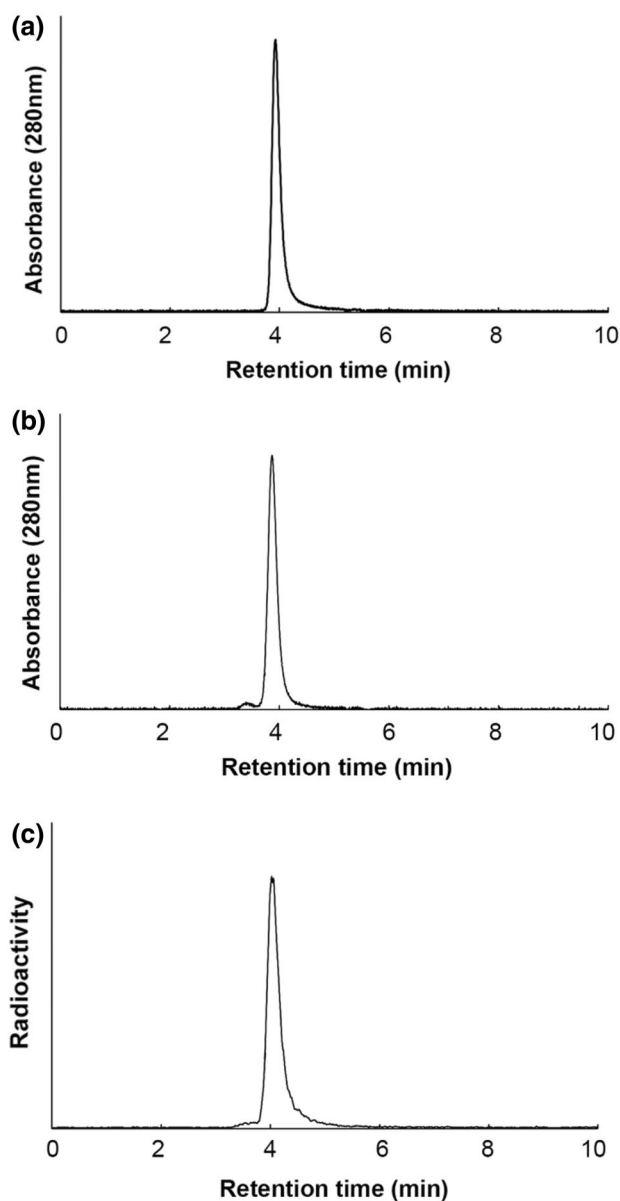 (a)
Absorbance (280nm)
0 2 4 6 8 10
Retention time (min)
(b)
Absorbance (280nm)
0 2 4 6 8 10
Retention time (min)
(c)
Radioactivity
0 2 4 6 8 10
Retention time (min)